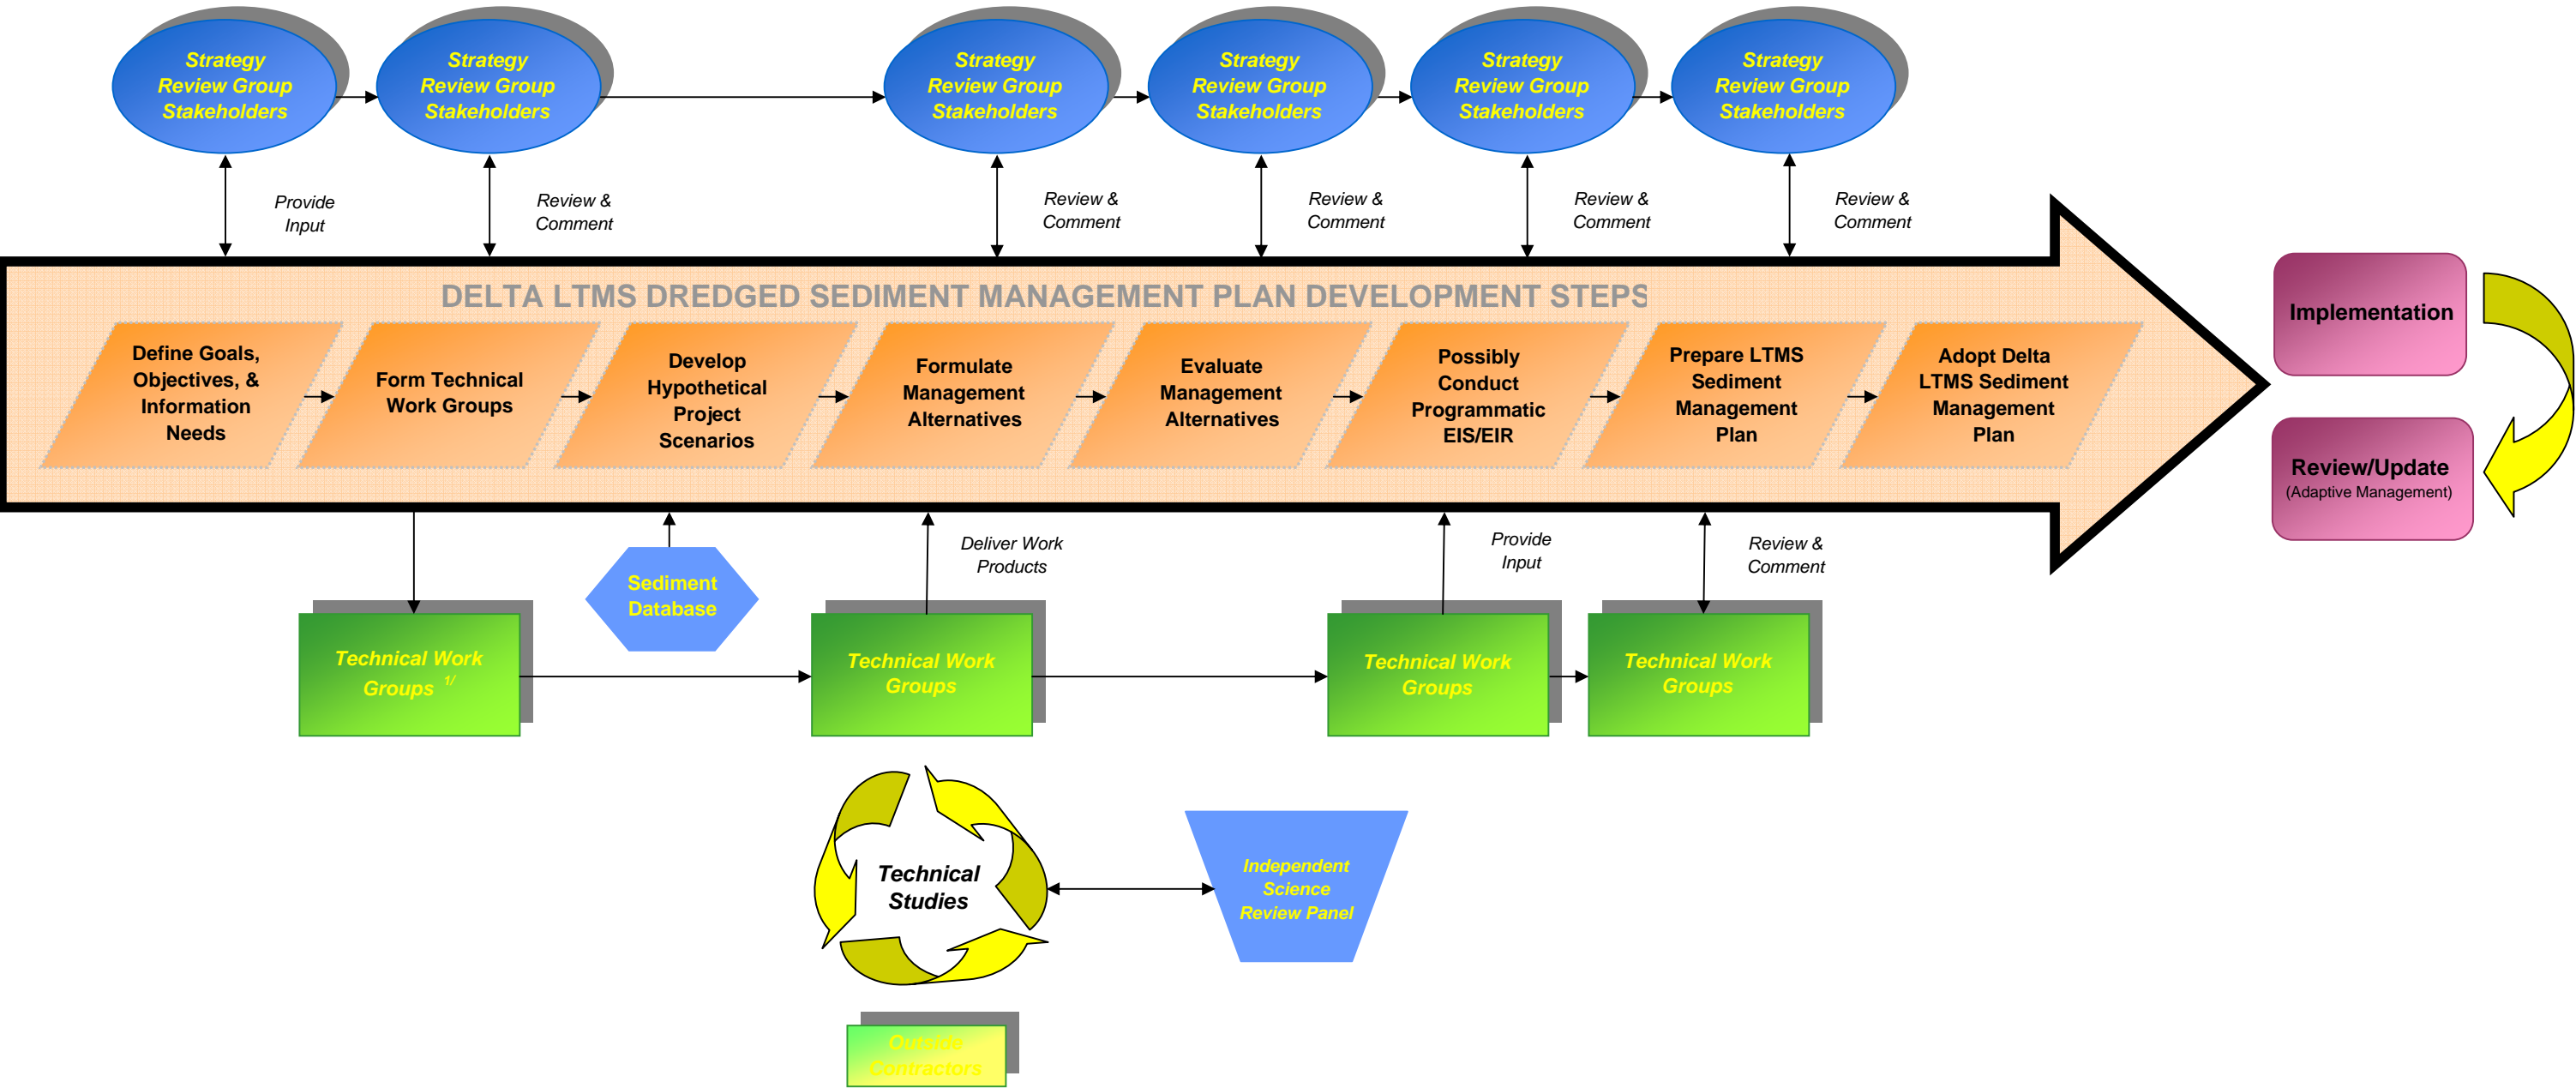 Strategy
Review Group
Stakeholders
Strategy
Review Group
Stakeholders
Strategy
Review Group
Stakeholders
Strategy
Review Group
Stakeholders
Strategy
Review Group
Stakeholders
Strategy
Review Group
Stakeholders
Provide
Input
Review &
Comment
Review &
Comment
Review &
Comment
Review &
Comment
Review &
Comment
DELTA LTMS DREDGED SEDIMENT MANAGEMENT PLAN DEVELOPMENT STEPS
Define Goals,
Objectives, &
Information
Needs
Form Technical
Work Groups
Develop
Hypothetical
Project
Scenarios
Formulate
Management
Alternatives
Evaluate
Management
Alternatives
Possibly
Conduct
Programmatic
EIS/EIR
Prepare LTMS
Sediment
Management
Plan
Adopt Delta
LTMS Sediment
Management
Plan
Implementation
Review/Update
(Adaptive Management)
Deliver Work
Products
Provide
Input
Review &
Comment
Sediment
Database
Technical Work
Groups 1/
Technical Work
Groups
Technical Work
Groups
Technical Work
Groups
Technical
Studies
Independent
Science
Review Panel
Outside
Contractors